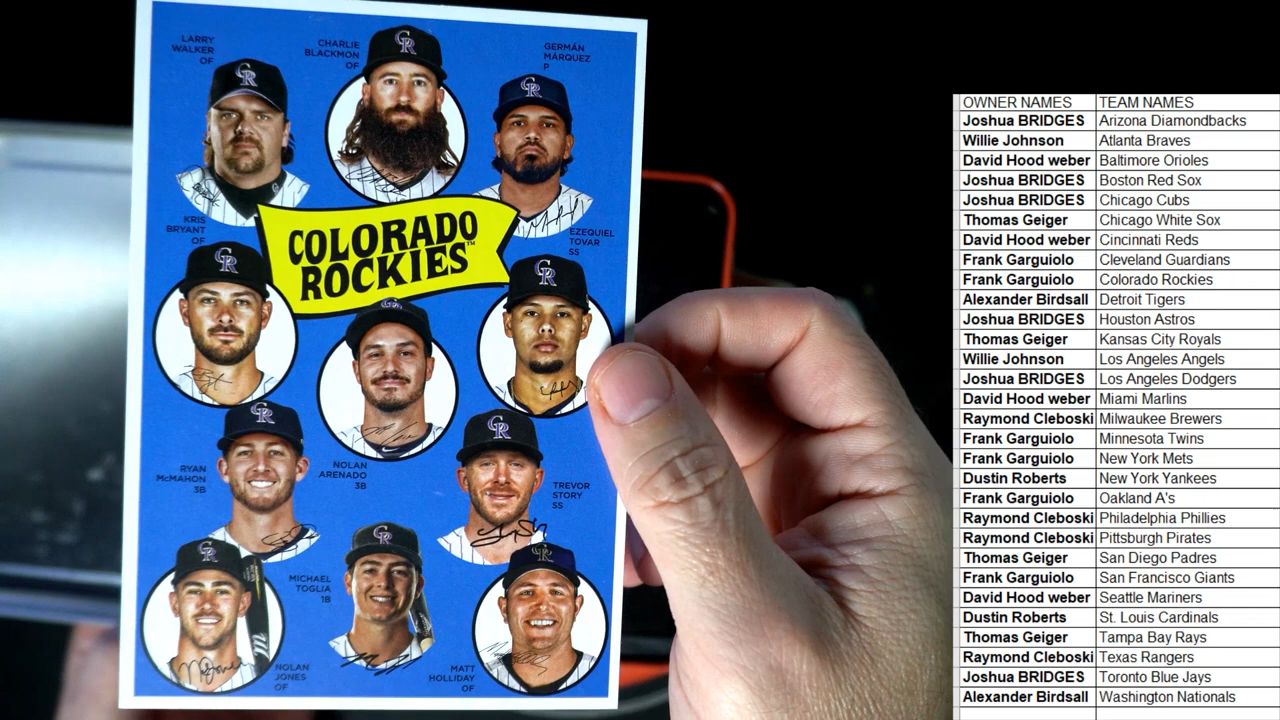 LARRY
WALKER
OF
CHARLIE
BLACKMON
OF
GERMÁN
MÁRQUEZ
P
KRIS
BRYANT
OF
COLORADO
ROCKIES™
EZEQUIEL
TOVAR
SS
RYAN
McMAHON
3B
NOLAN
ARENADO
3B
TREVOR
STORY
SS
MICHAEL
TOGLIA
1B
NOLAN
JONES
OF
MATT
HOLLIDAY
OF
OWNER NAMES TEAM NAMES
Joshua BRIDGES Arizona Diamondbacks
Willie Johnson Atlanta Braves
David Hood weber Baltimore Orioles
Joshua BRIDGES Boston Red Sox
Joshua BRIDGES Chicago Cubs
Thomas Geiger Chicago White Sox
David Hood weber Cincinnati Reds
Frank Garguiolo Cleveland Guardians
Frank Garguiolo Colorado Rockies
Alexander Birdsall Detroit Tigers
Joshua BRIDGES Houston Astros
Thomas Geiger Kansas City Royals
Willie Johnson Los Angeles Angels
Joshua BRIDGES Los Angeles Dodgers
David Hood weber Miami Marlins
Raymond Cleboski Milwaukee Brewers
Frank Garguiolo Minnesota Twins
Frank Garguiolo New York Mets
Dustin Roberts New York Yankees
Frank Garguiolo Oakland A's
Raymond Cleboski Philadelphia Phillies
Raymond Cleboski Pittsburgh Pirates
Thomas Geiger San Diego Padres
Frank Garguiolo San Francisco Giants
David Hood weber Seattle Mariners
Dustin Roberts St. Louis Cardinals
Thomas Geiger Tampa Bay Rays
Raymond Cleboski Texas Rangers
Joshua BRIDGES Toronto Blue Jays
Alexander Birdsall Washington Nationals